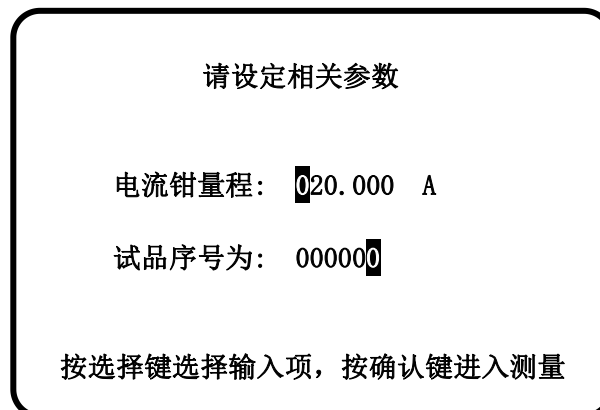 请设定相关参数
电流钳量程: 020.000 A
试品序号为: 000000
按选择键选择输入项，按确认键进入测量